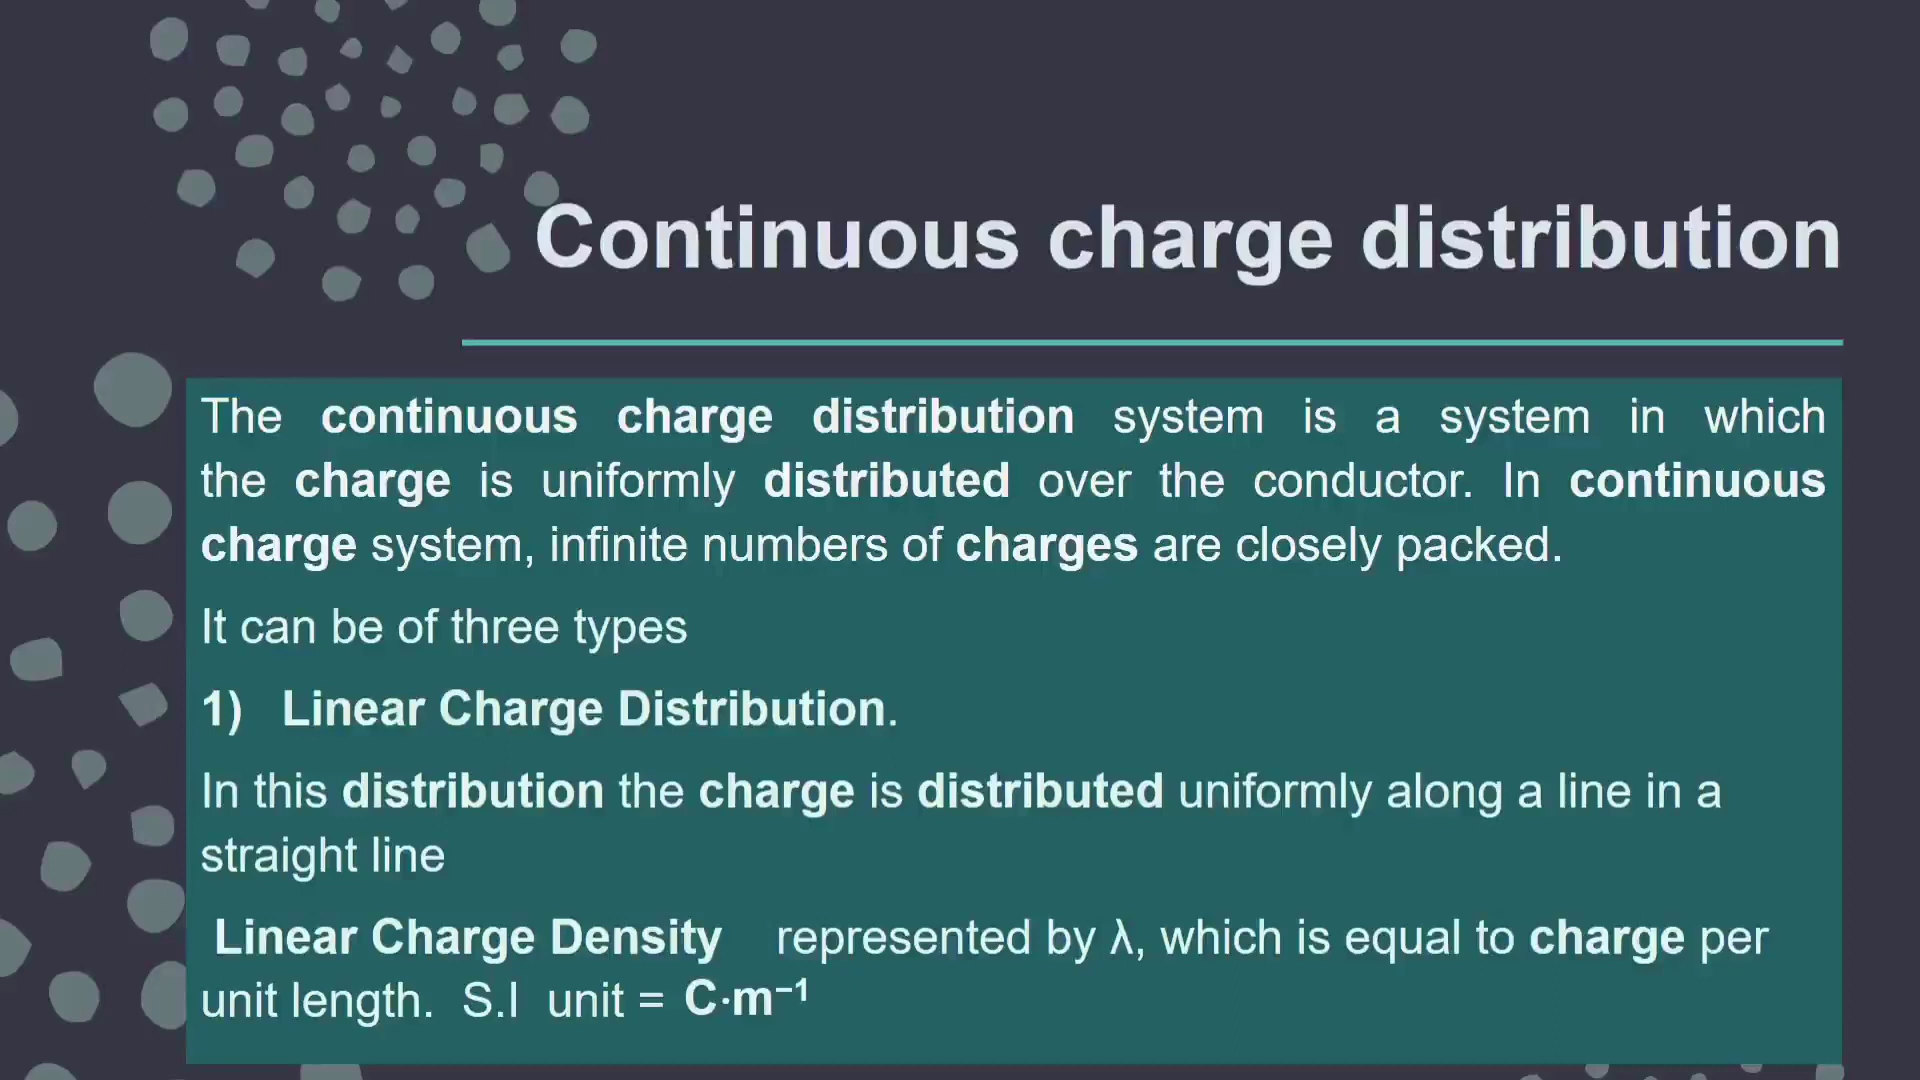 Continuous charge distribution
The continuous charge distribution system is a system in which
the charge is uniformly distributed over the conductor. In continuous
charge system, infinite numbers of charges are closely packed.
It can be of three types
1) Linear Charge Distribution.
In this distribution the charge is distributed uniformly along a line in a
straight line
Linear Charge Density represented by λ, which is equal to charge per
unit length. S.I unit = C·m⁻¹